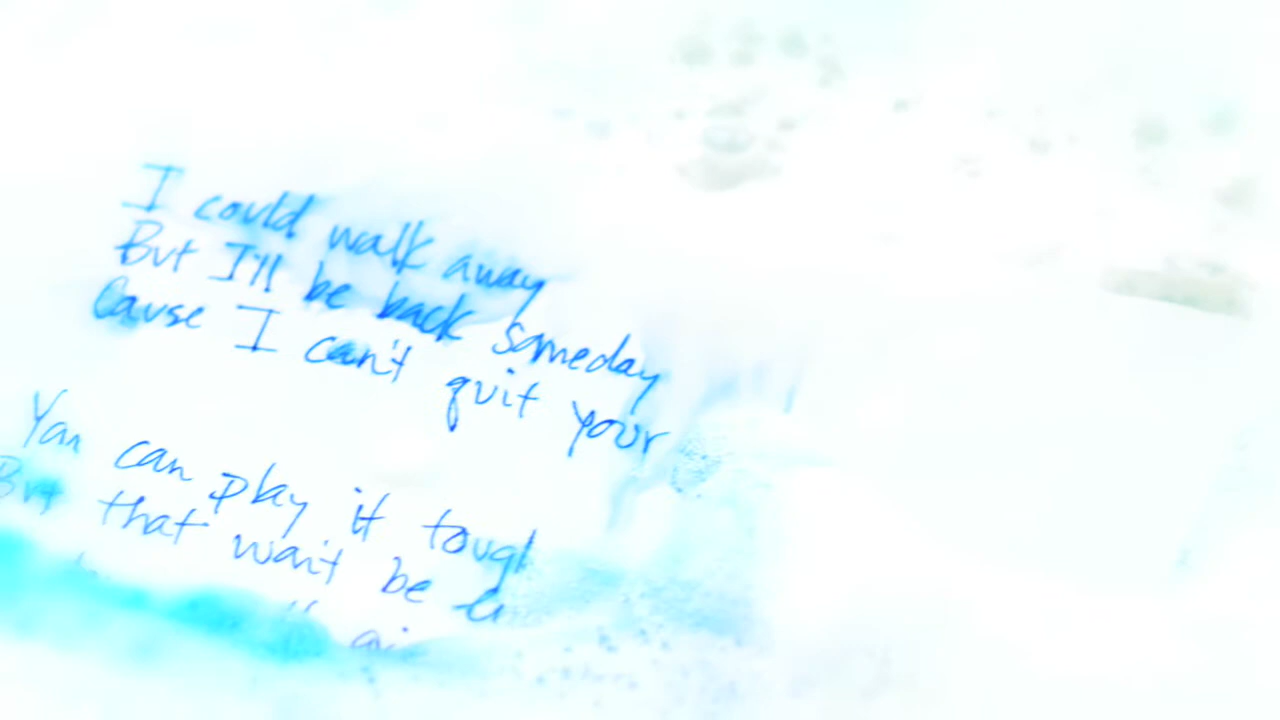 I could walk away
But I'll be back someday
Cause I can't quit your
You can play it tough
But that won't be